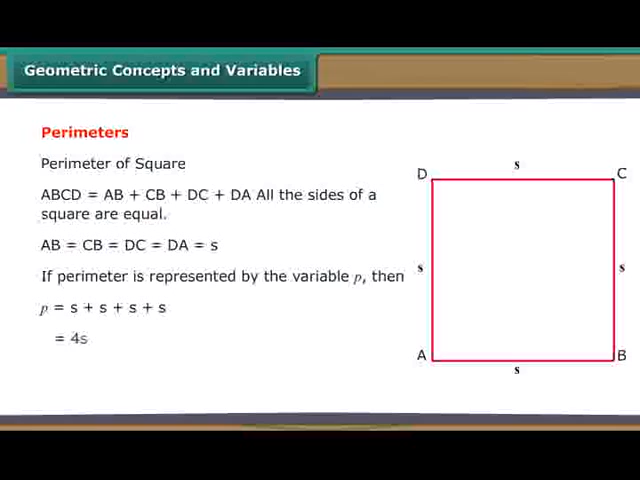 Geometric Concepts and Variables
Perimeters
Perimeter of Square
ABCD = AB + CB + DC + DA All the sides of a
square are equal.
AB = CB = DC = DA = s
If perimeter is represented by the variable p, then
p = s + s + s + s
= 4s
s
D
C
s
s
A
B
s